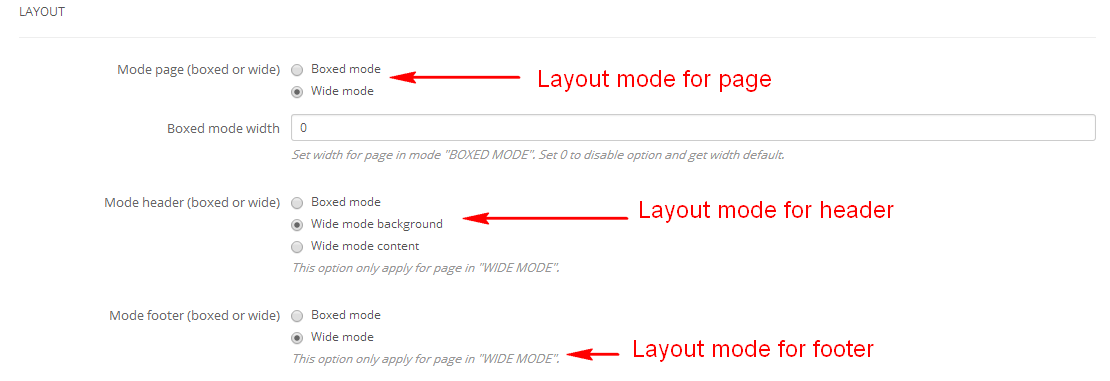 LAYOUT
Mode page (boxed or wide)
Boxed mode
Wide mode
Layout mode for page
Boxed mode width
0
Set width for page in mode "BOXED MODE". Set 0 to disable option and get width default.
Mode header (boxed or wide)
Boxed mode
Wide mode background
Wide mode content
Layout mode for header
This option only apply for page in "WIDE MODE".
Mode footer (boxed or wide)
Boxed mode
Wide mode
This option only apply for page in "WIDE MODE".
Layout mode for footer